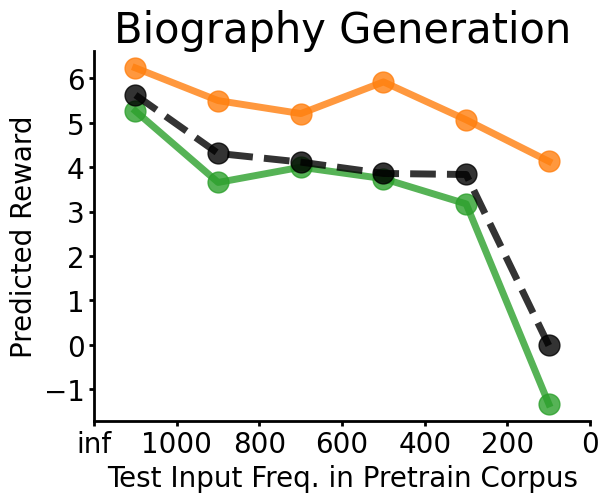 Biography Generation
Predicted Reward
6
5
4
3
2
1
0
−1
inf 1000 800 600 400 200 0
Test Input Freq. in Pretrain Corpus